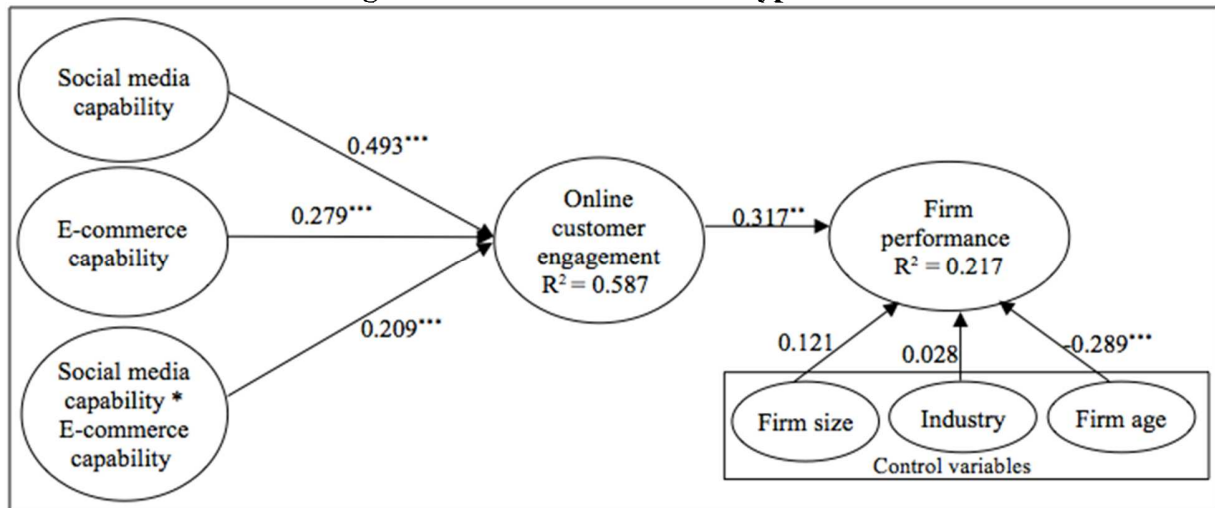 Social media
capability
0.493***
E-commerce
capability
0.279***
Social media
capability *
E-commerce
capability
0.209***
Online
customer
engagement
R² = 0.587
0.317**
Firm
performance
R² = 0.217
0.121
0.028
-0.289***
Firm size
Industry
Firm age
Control variables